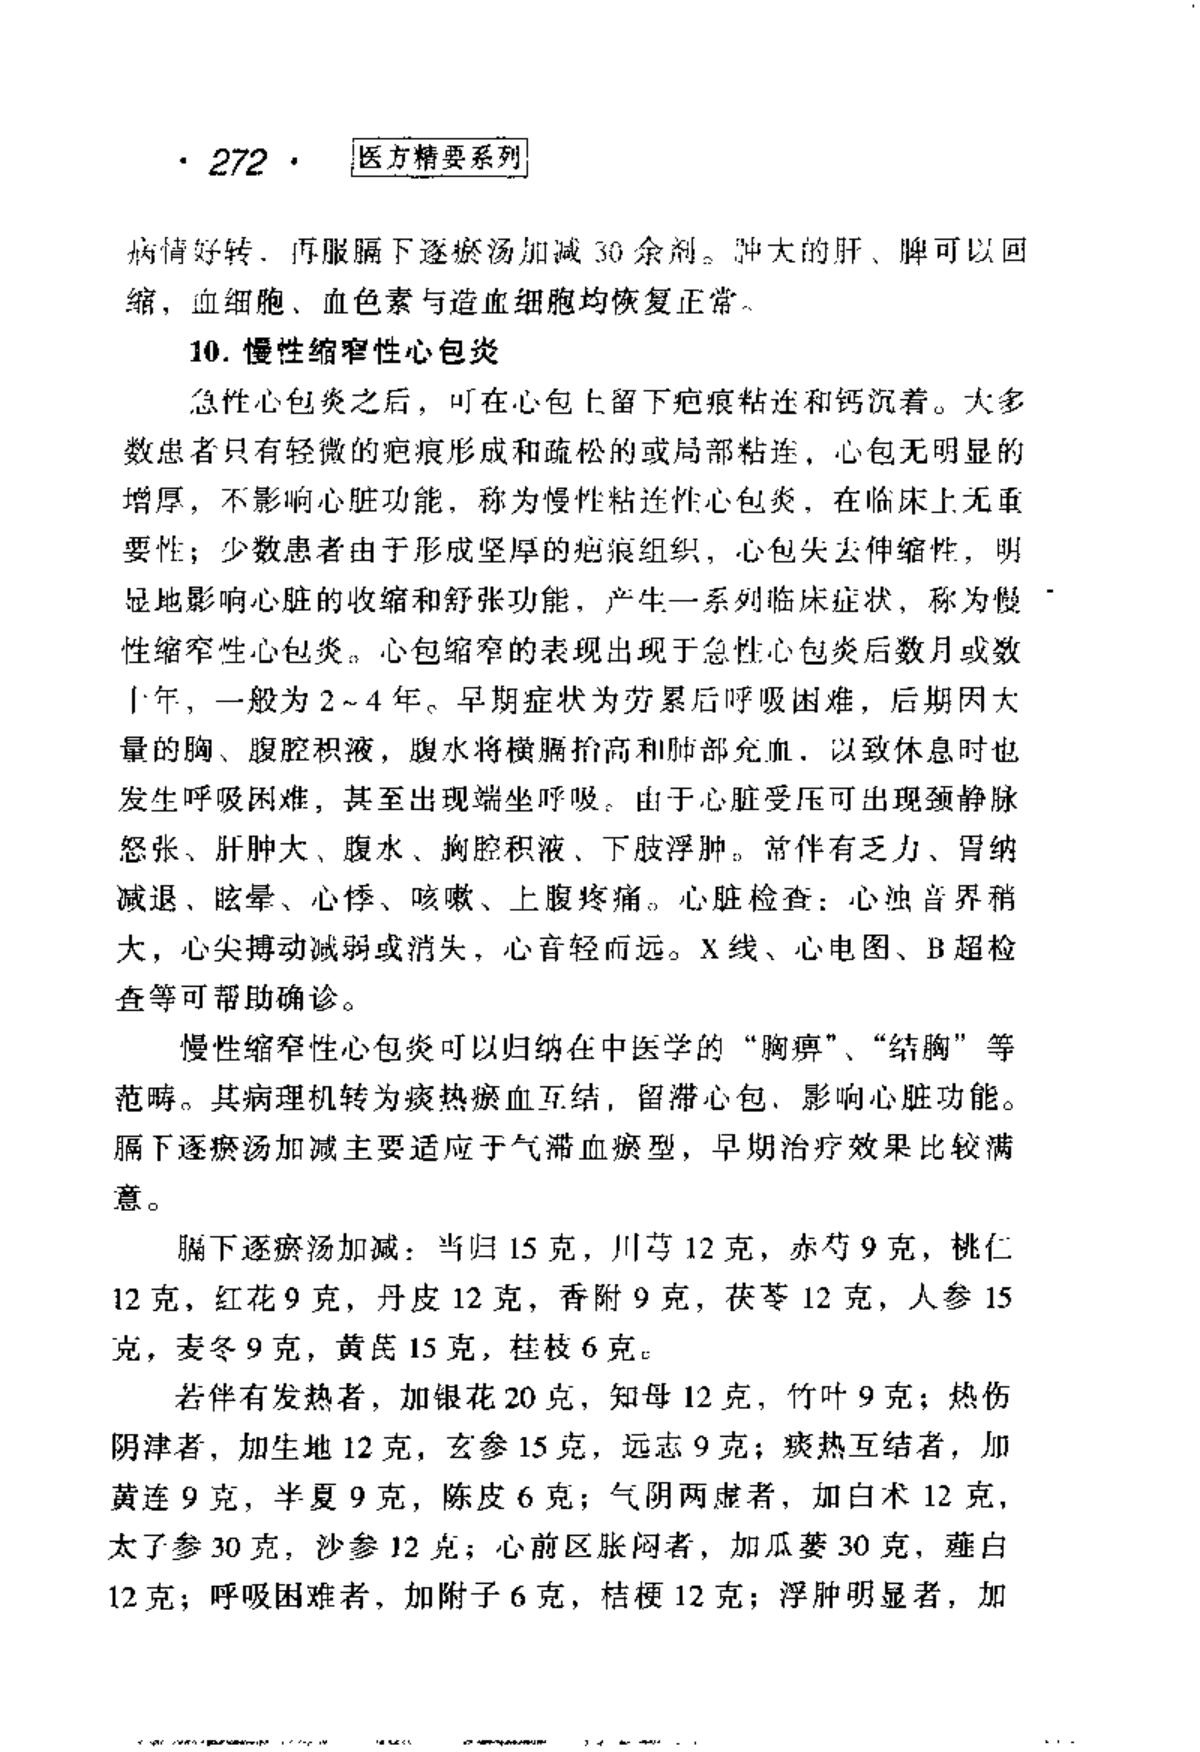 · 272 · 医方精要系列
病情好转，再服膈下逐瘀汤加减 30 余剂。肿大的肝、脾可以回
缩，血细胞、血色素与造血细胞均恢复正常。
10. 慢性缩窄性心包炎
急性心包炎之后，可在心包上留下疤痕粘连和钙沉着。大多
数患者只有轻微的疤痕形成和疏松的或局部粘连，心包无明显的
增厚，不影响心脏功能，称为慢性粘连性心包炎，在临床上无重
要性；少数患者由于形成坚厚的疤痕组织，心包失去伸缩性，明
显地影响心脏的收缩和舒张功能，产生一系列临床症状，称为慢
性缩窄性心包炎。心包缩窄的表现出现于急性心包炎后数月或数
十年，一般为 2～4 年。早期症状为劳累后呼吸困难，后期因大
量的胸、腹腔积液，腹水将横膈抬高和肺部充血，以致休息时也
发生呼吸困难，甚至出现端坐呼吸。由于心脏受压可出现颈静脉
怒张、肝肿大、腹水、胸腔积液、下肢浮肿。常伴有乏力、胃纳
减退、眩晕、心悸、咳嗽、上腹疼痛。心脏检查：心浊音界稍
大，心尖搏动减弱或消失，心音轻而远。X 线、心电图、B 超检
查等可帮助确诊。
慢性缩窄性心包炎可以归纳在中医学的“胸痹”、“结胸”等
范畴。其病理机转为痰热瘀血互结，留滞心包，影响心脏功能。
膈下逐瘀汤加减主要适应于气滞血瘀型，早期治疗效果比较满
意。
膈下逐瘀汤加减：当归 15 克，川芎 12 克，赤芍 9 克，桃仁
12 克，红花 9 克，丹皮 12 克，香附 9 克，茯苓 12 克，人参 15
克，麦冬 9 克，黄芪 15 克，桂枝 6 克。
若伴有发热者，加银花 20 克，知母 12 克，竹叶 9 克；热伤
阴津者，加生地 12 克，玄参 15 克，远志 9 克；痰热互结者，加
黄连 9 克，半夏 9 克，陈皮 6 克；气阴两虚者，加白术 12 克，
太子参 30 克，沙参 12 克；心前区胀闷者，加瓜蒌 30 克，薤白
12 克；呼吸困难者，加附子 6 克，桔梗 12 克；浮肿明显者，加